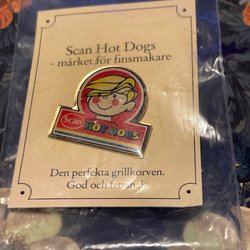 Scan Hot Dogs
- märket för finsmakare
Scan
HOT DOGS
Den perfekta grillkorven.
God och fettsnål.